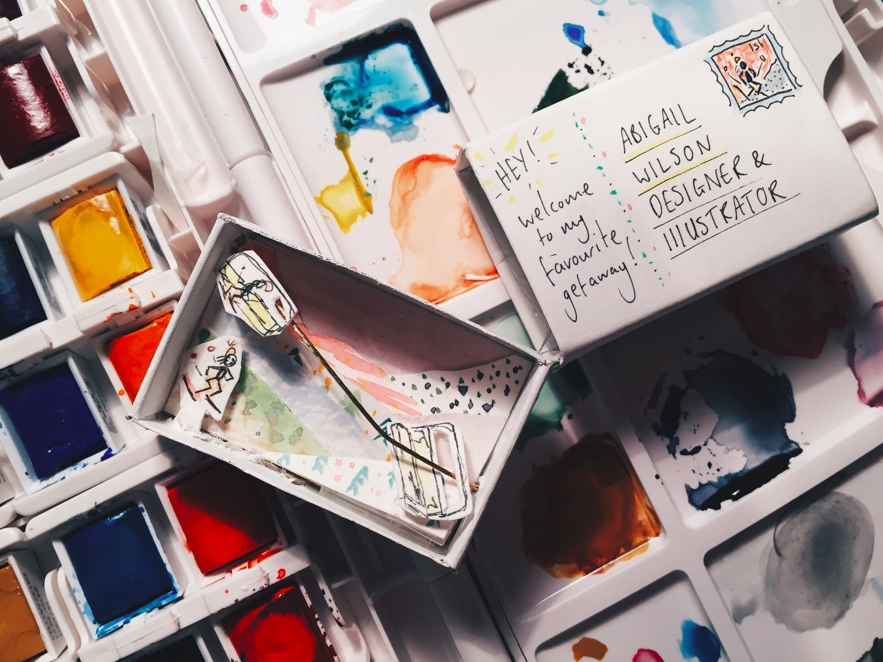 HEY!
welcome
to my
favourite
getaway!
ABIGAIL
WILSON
DESIGNER &
ILLUSTRATOR